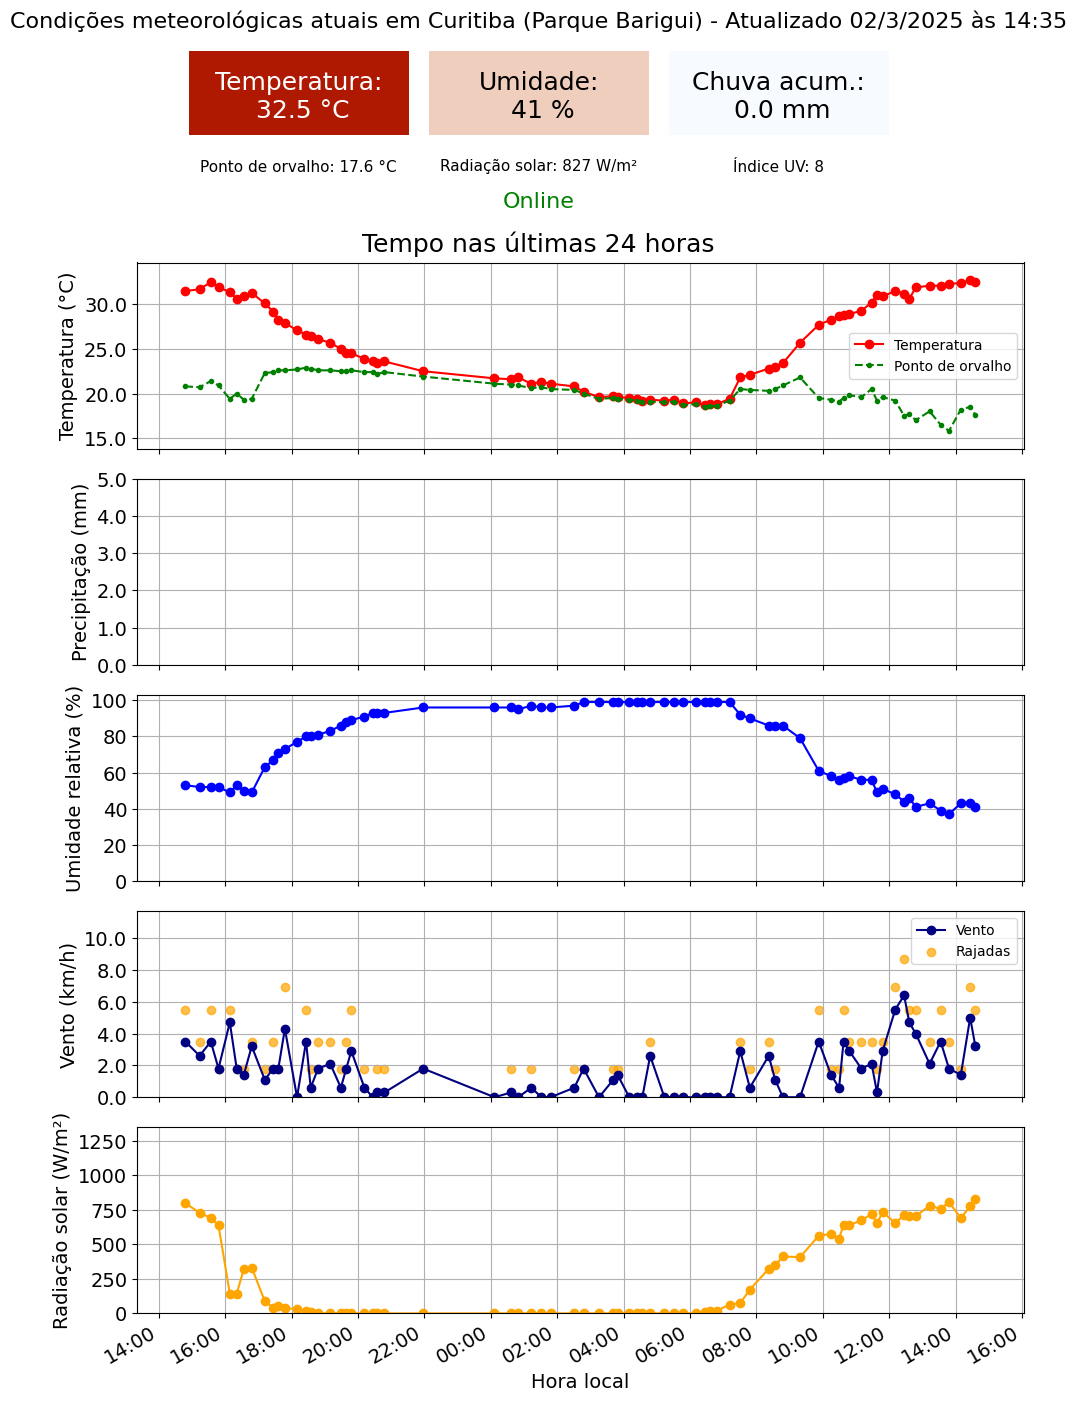 Condições meteorológicas atuais em Curitiba (Parque Barigui) - Atualizado 02/3/2025 às 14:35
Temperatura:
32.5 °C
Umidade:
41 %
Chuva acum.:
0.0 mm
Ponto de orvalho: 17.6 °C
Radiação solar: 827 W/m²
Índice UV: 8
Online
Tempo nas últimas 24 horas
Temperatura (°C)
30.0
25.0
20.0
15.0
Temperatura
Ponto de orvalho
Precipitação (mm)
5.0
4.0
3.0
2.0
1.0
0.0
Umidade relativa (%)
100
80
60
40
20
0
Vento (km/h)
10.0
8.0
6.0
4.0
2.0
0.0
Vento
Rajadas
Radiação solar (W/m²)
1250
1000
750
500
250
0
14:00
16:00
18:00
20:00
22:00
00:00
02:00
04:00
06:00
08:00
10:00
12:00
14:00
16:00
Hora local